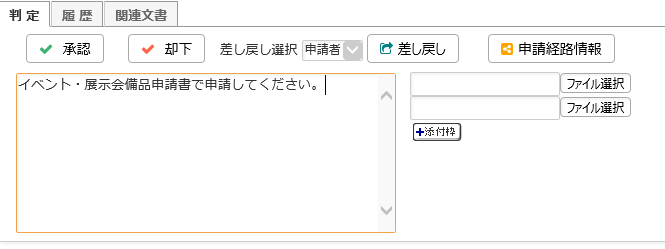 判 定 履 歴 関連文書
承認 却下 差し戻し選択 申請者 差し戻し 申請経路情報
イベント・展示会備品申請書で申請してください。
ファイル選択
ファイル選択
+添付枠